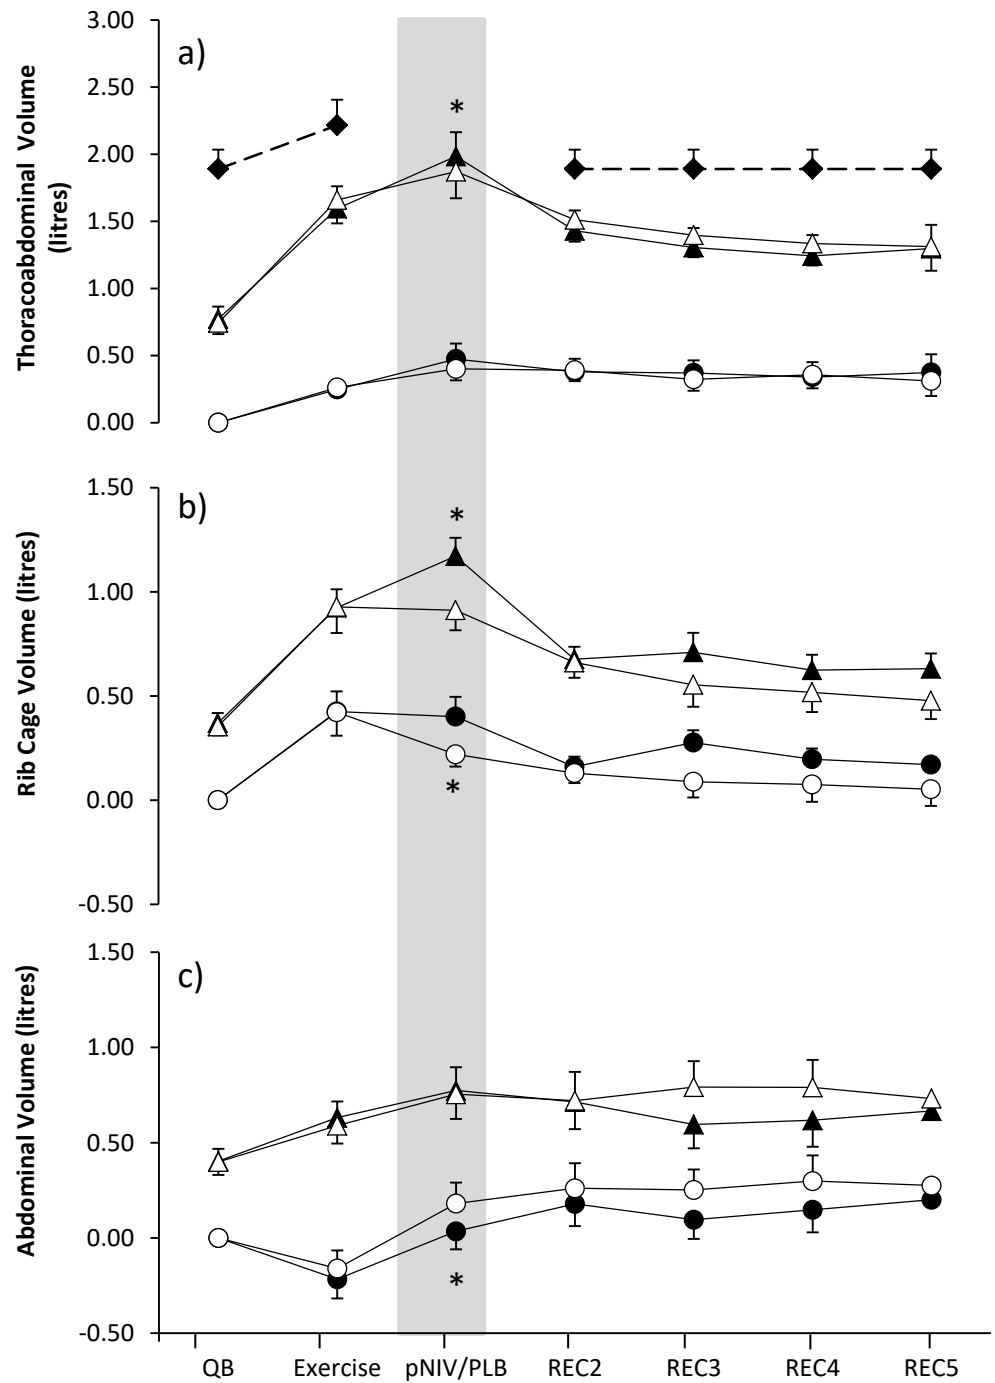 3.00
a)
2.50
*
2.00
1.50
1.00
0.50
0.00
Thoracoabdominal Volume
(litres)
1.50
b)
*
1.00
0.50
*
0.00
-0.50
Rib Cage Volume (litres)
1.50
c)
1.00
0.50
0.00
*
-0.50
Abdominal Volume (litres)
QB Exercise pNIV/PLB REC2 REC3 REC4 REC5